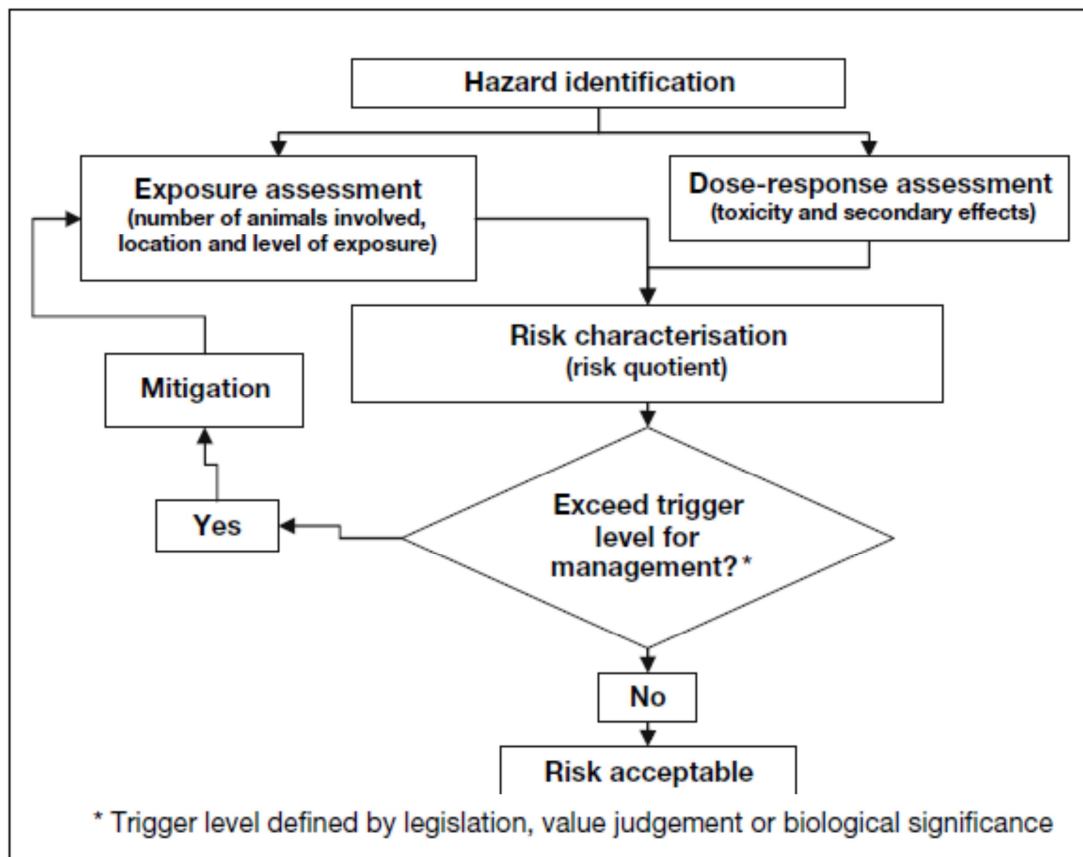 Hazard identification
Exposure assessment
(number of animals involved,
location and level of exposure)
Dose-response assessment
(toxicity and secondary effects)
Risk characterisation
(risk quotient)
Mitigation
Exceed trigger
level for
management?*
Yes
No
Risk acceptable
* Trigger level defined by legislation, value judgement or biological significance